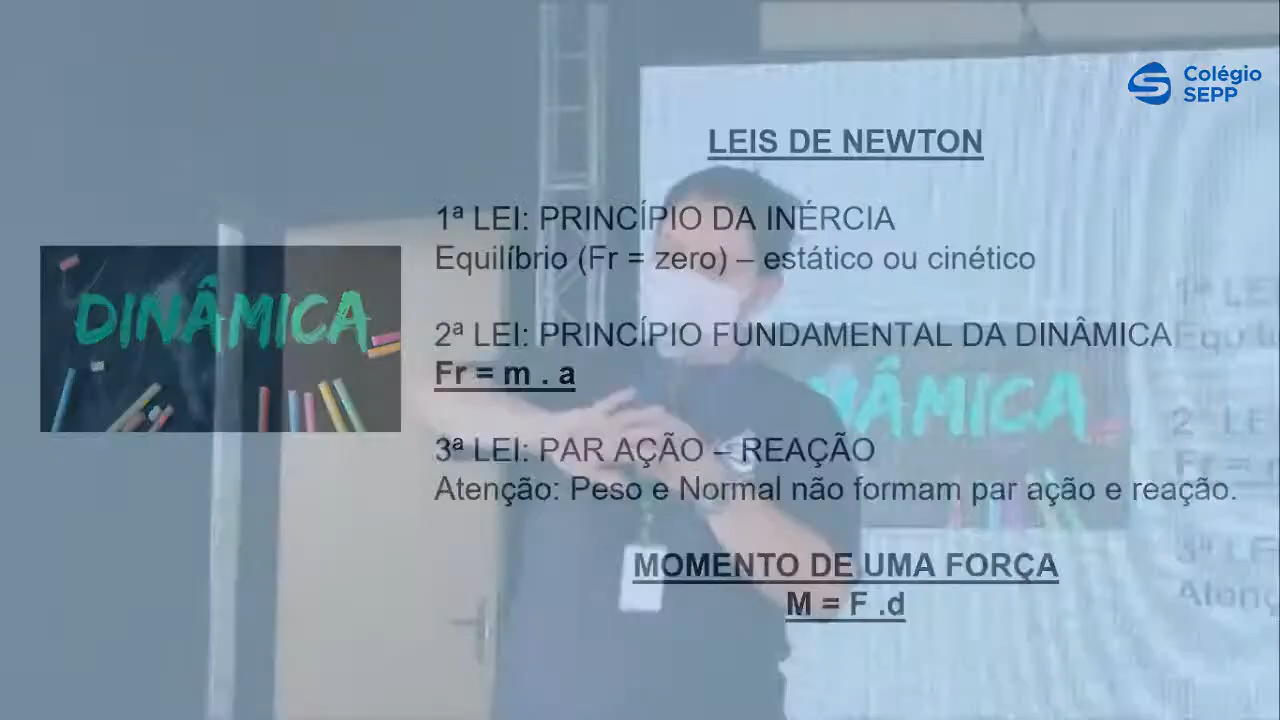 Colégio
SEPP
LEIS DE NEWTON
1ª LEI: PRINCÍPIO DA INÉRCIA
Equilíbrio (Fr = zero) – estático ou cinético
DINÂMICA
2ª LEI: PRINCÍPIO FUNDAMENTAL DA DINÂMICA
Fr = m . a
3ª LEI: PAR AÇÃO – REAÇÃO
Atenção: Peso e Normal não formam par ação e reação.
MOMENTO DE UMA FORÇA
M = F .d